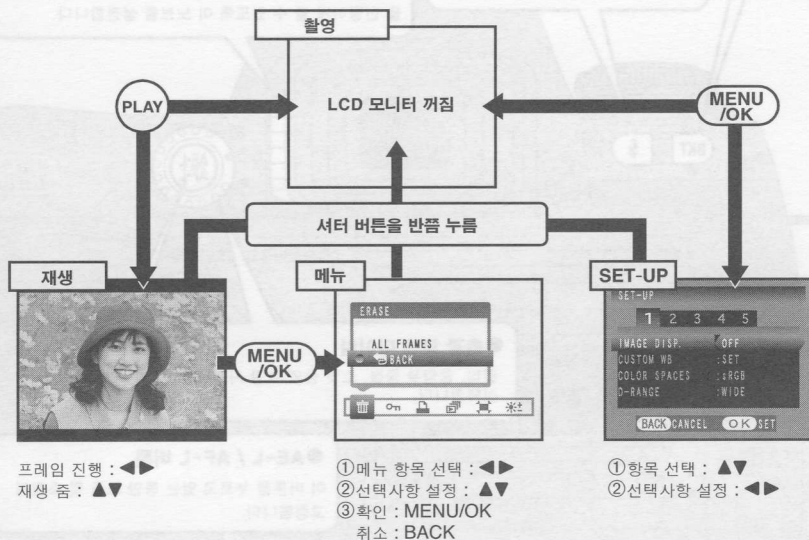 촬영
LCD 모니터 꺼짐
PLAY
MENU
/OK
셔터 버튼을 반쯤 누름
재생
MENU
/OK
메뉴
ERASE
ALL FRAMES
BACK
SET-UP
SET-UP
1 2 3 4 5
IMAGE DISP. :OFF
CUSTOM WB :SET
COLOR SPACES :sRGB
D-RANGE :WIDE
BACK CANCEL OK SET
프레임 진행 : ◀▶
재생 줌 : ▲▼
①메뉴 항목 선택 : ◀▶
②선택사항 설정 : ▲▼
③확인 : MENU/OK
취소 : BACK
①항목 선택 : ▲▼
②선택사항 설정 : ◀▶